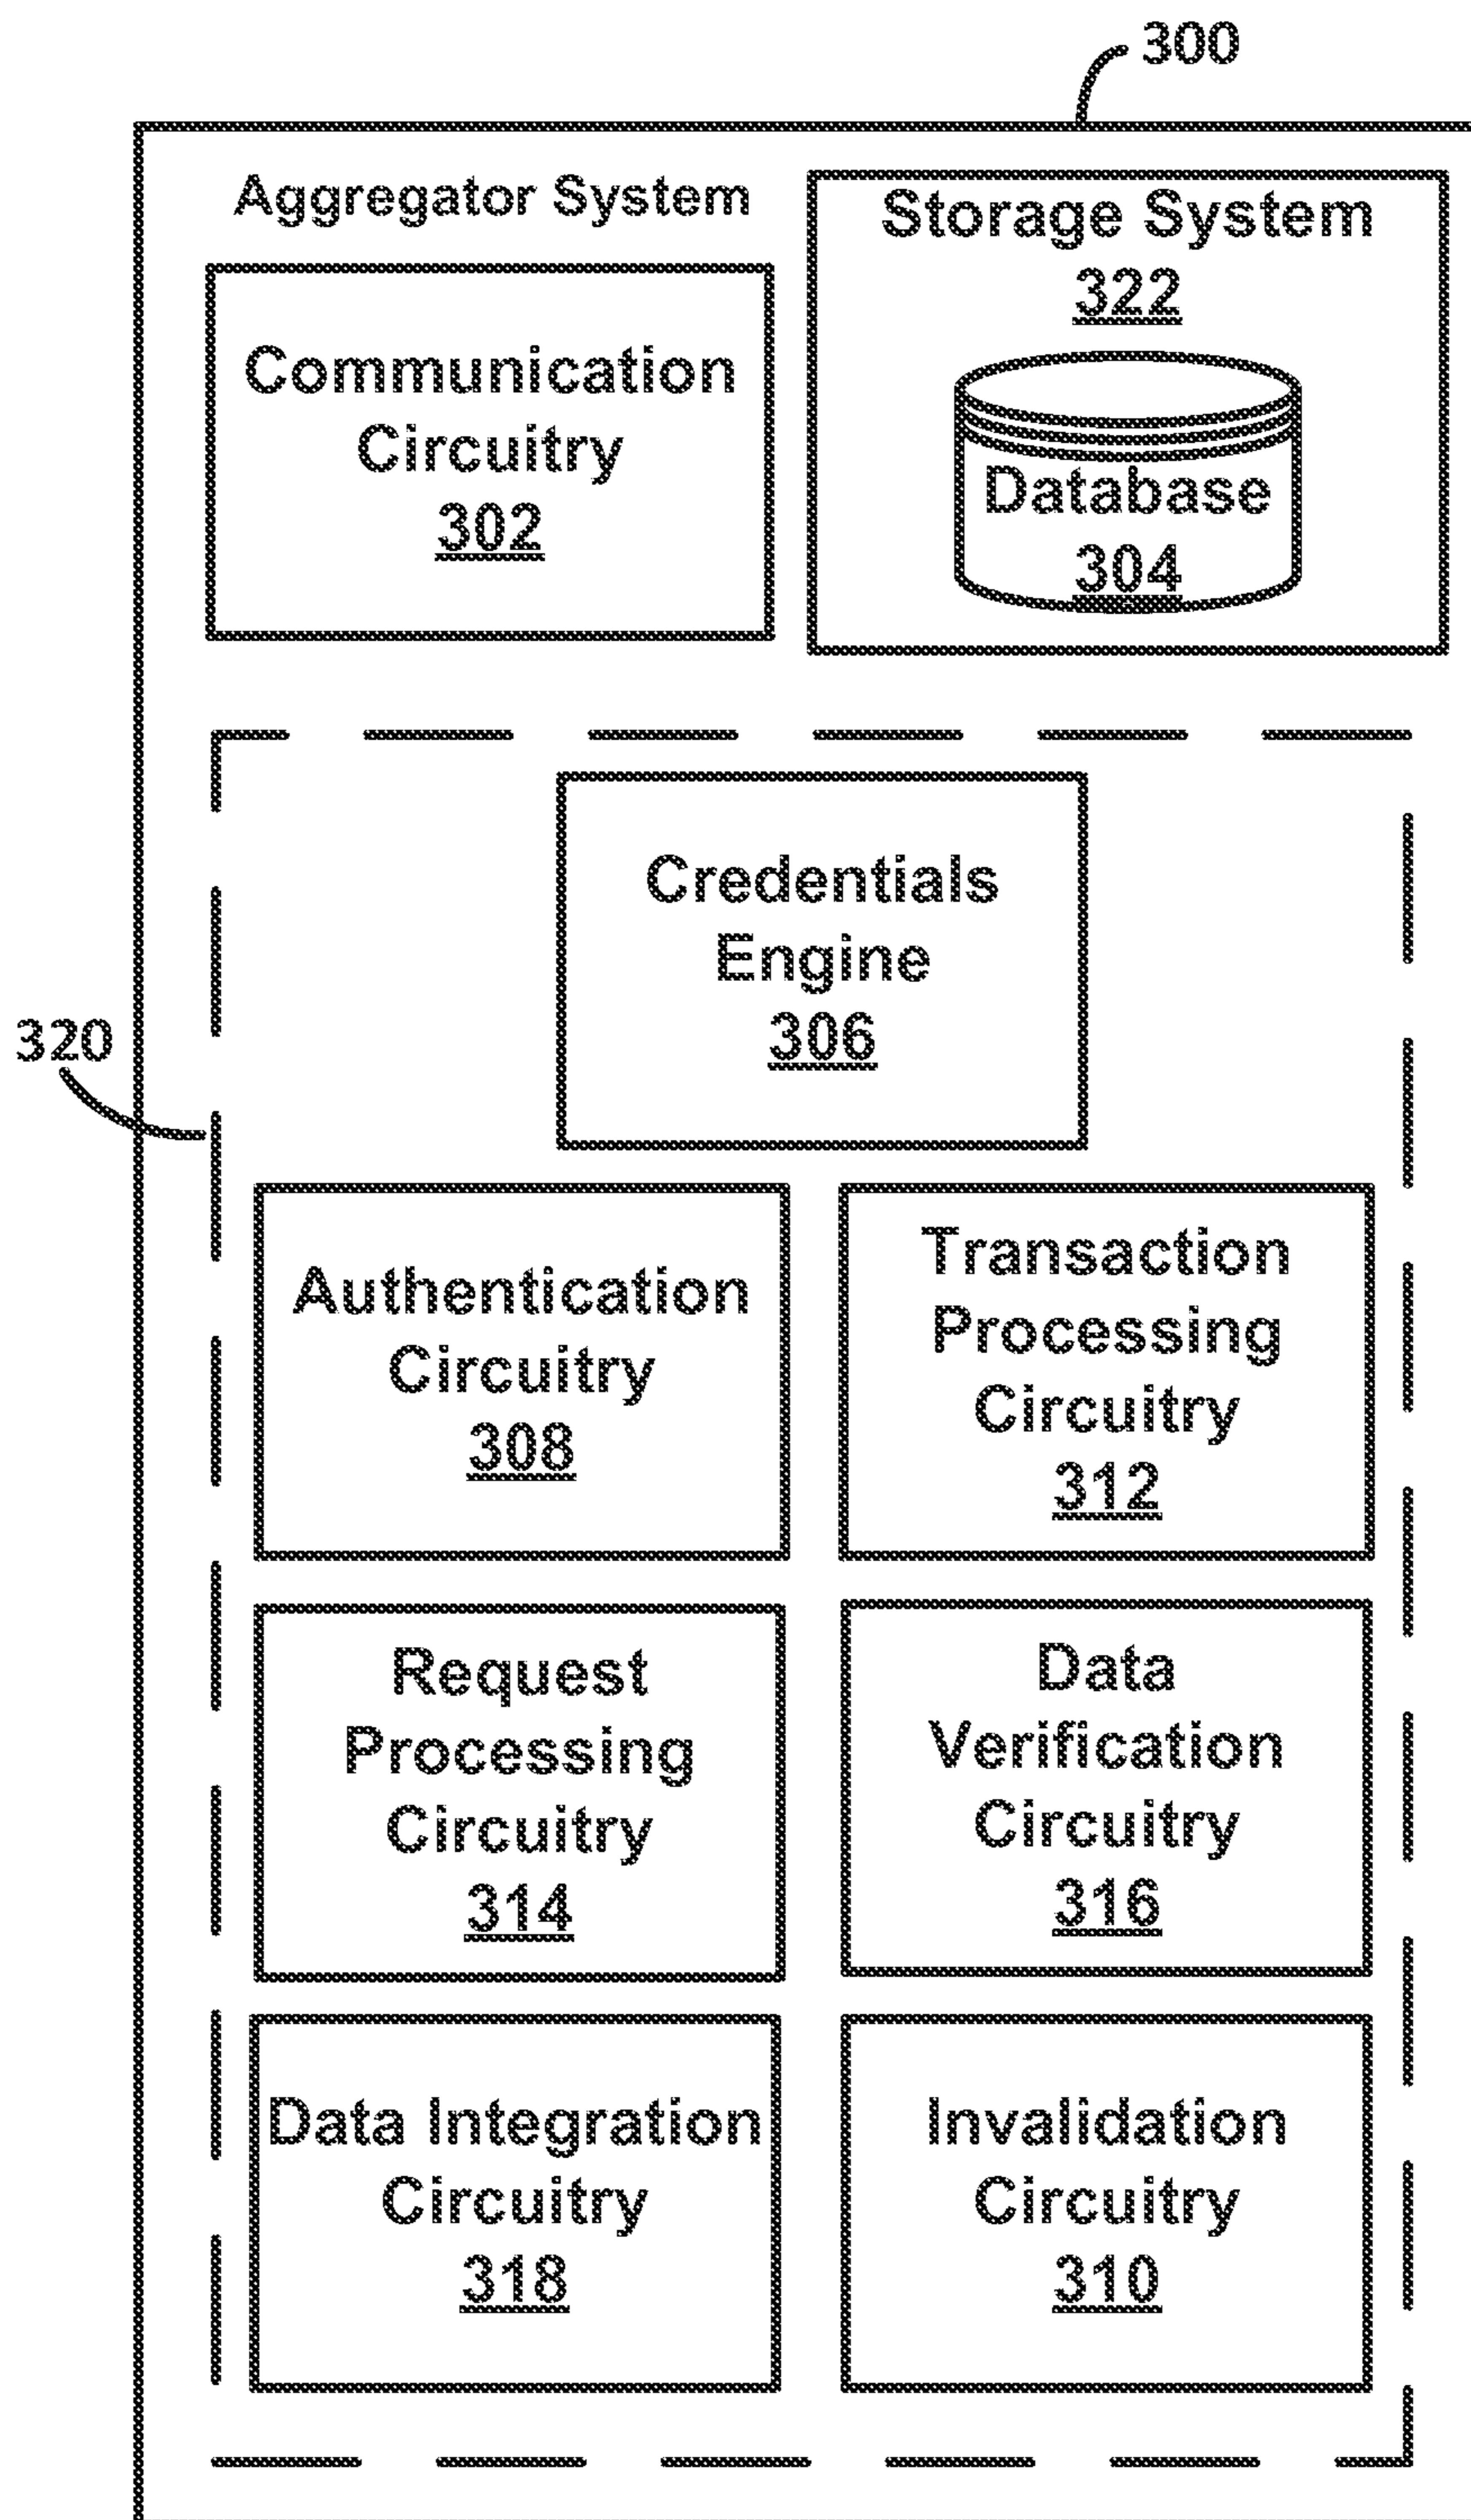 300
Aggregator System
Communication
Circuitry
302
Storage System
322
Database
304
320
Credentials
Engine
306
Authentication
Circuitry
308
Transaction
Processing
Circuitry
312
Request
Processing
Circuitry
314
Data
Verification
Circuitry
316
Data Integration
Circuitry
318
Invalidation
Circuitry
310